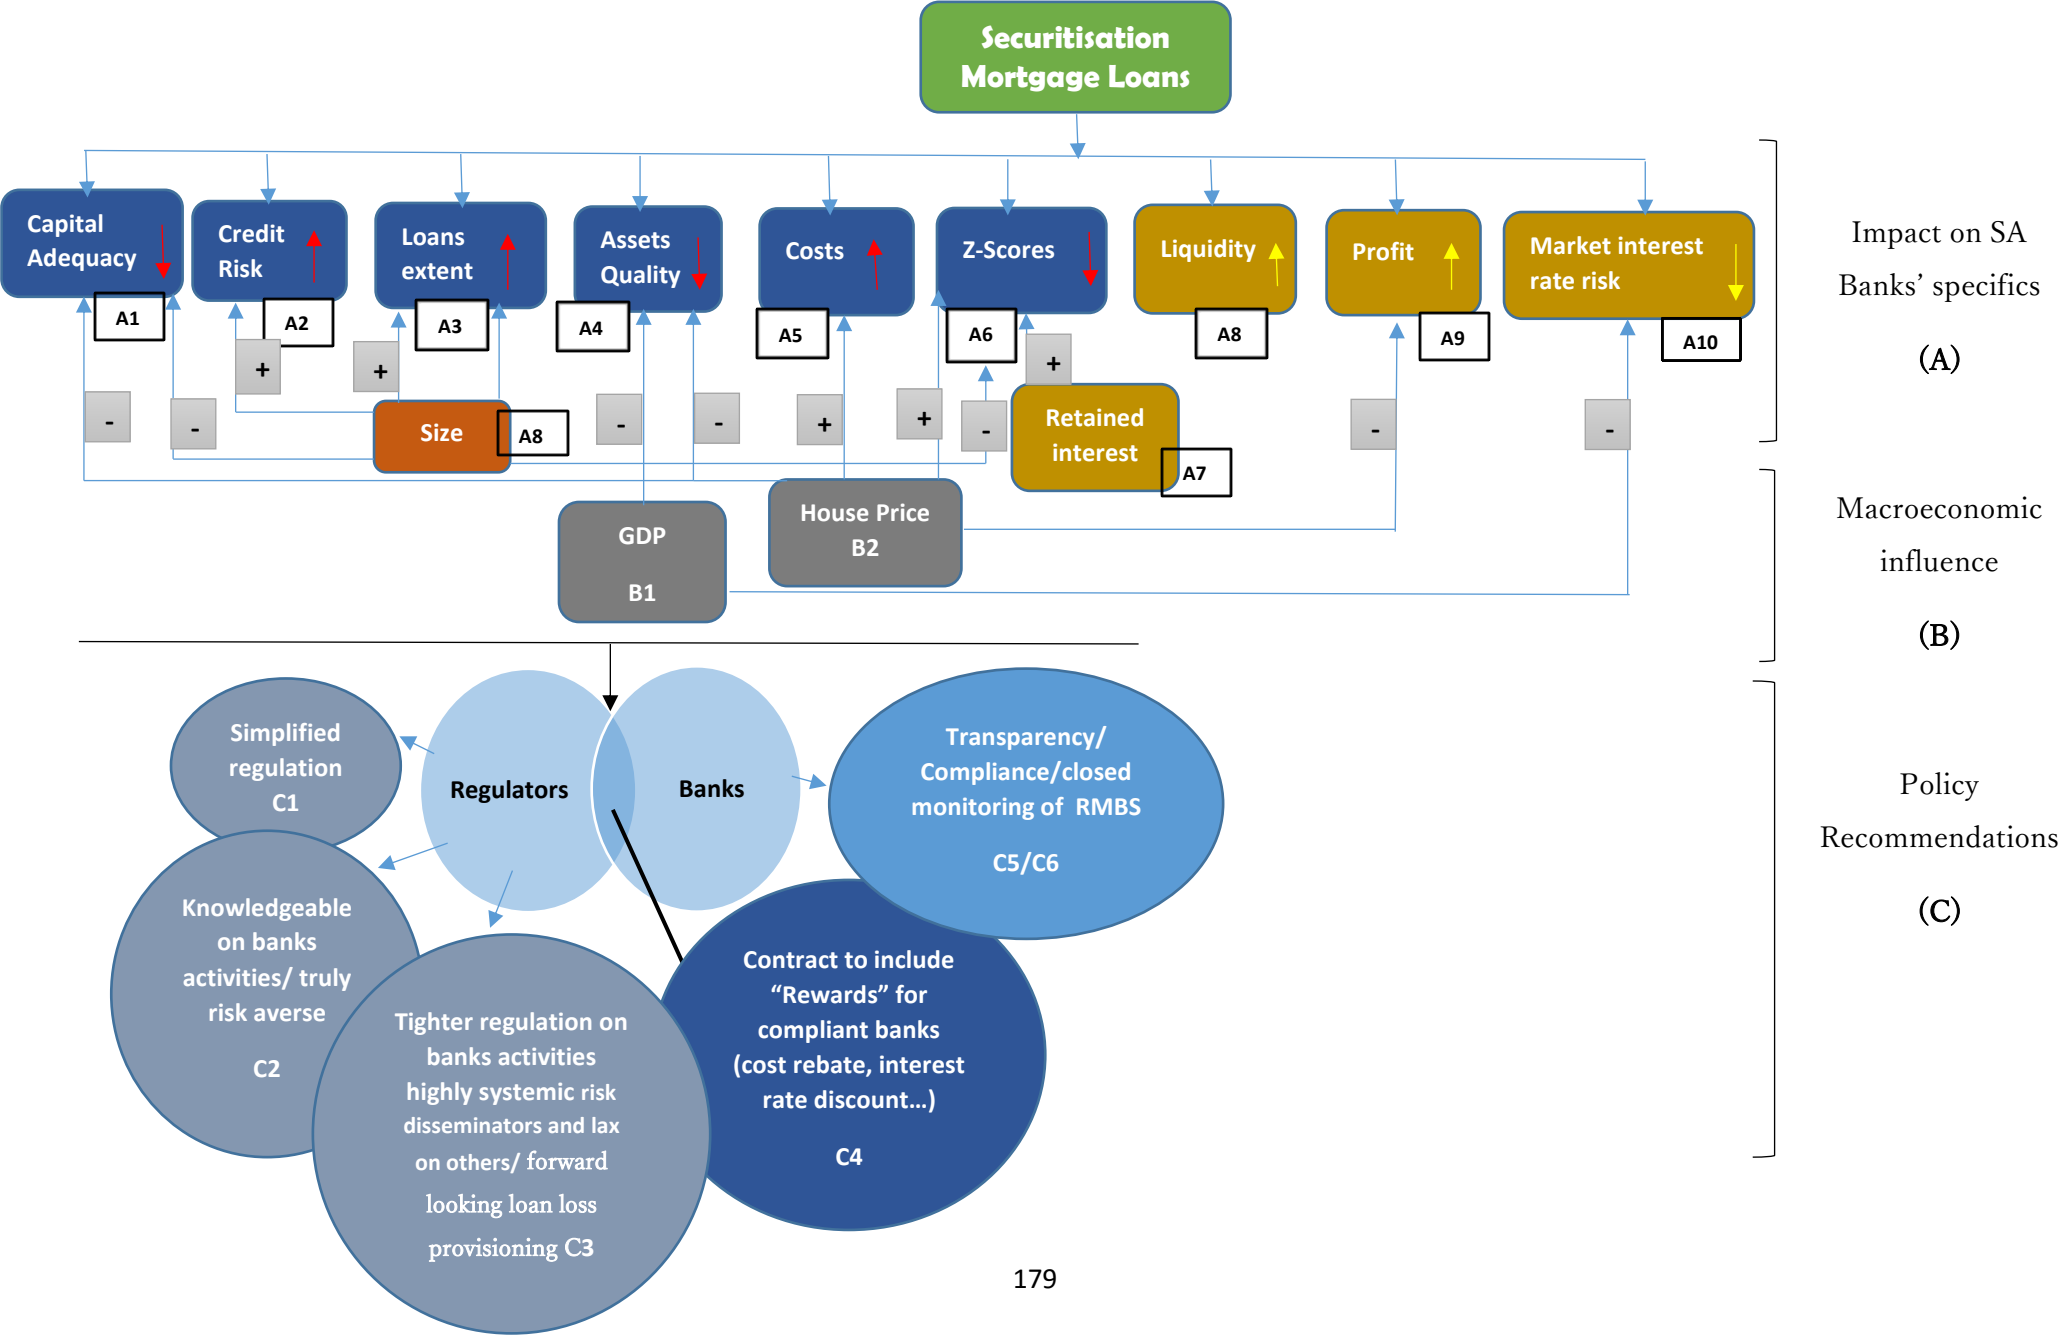 Securitisation
Mortgage Loans
Capital
Adequacy
A1
Credit
Risk
A2
Loans
extent
A3
Assets
Quality
A4
Costs
A5
Z-Scores
A6
Liquidity
A8
Profit
A9
Market interest
rate risk
A10
Impact on SA
Banks’ specifics
(A)
-
-
+
+
-
-
+
+
-
+
-
-
Size
A8
Retained
interest
A7
GDP
B1
House Price
B2
Macroeconomic
influence
(B)
Simplified
regulation
C1
Regulators
Banks
Transparency/
Compliance/closed
monitoring of RMBS
C5/C6
Policy
Recommendations
(C)
Knowledgeable
on banks
activities/ truly
risk averse
C2
Tighter regulation on
banks activities
highly systemic risk
disseminators and lax
on others/ forward
looking loan loss
provisioning C3
Contract to include
“Rewards” for
compliant banks
(cost rebate, interest
rate discount…)
C4
179